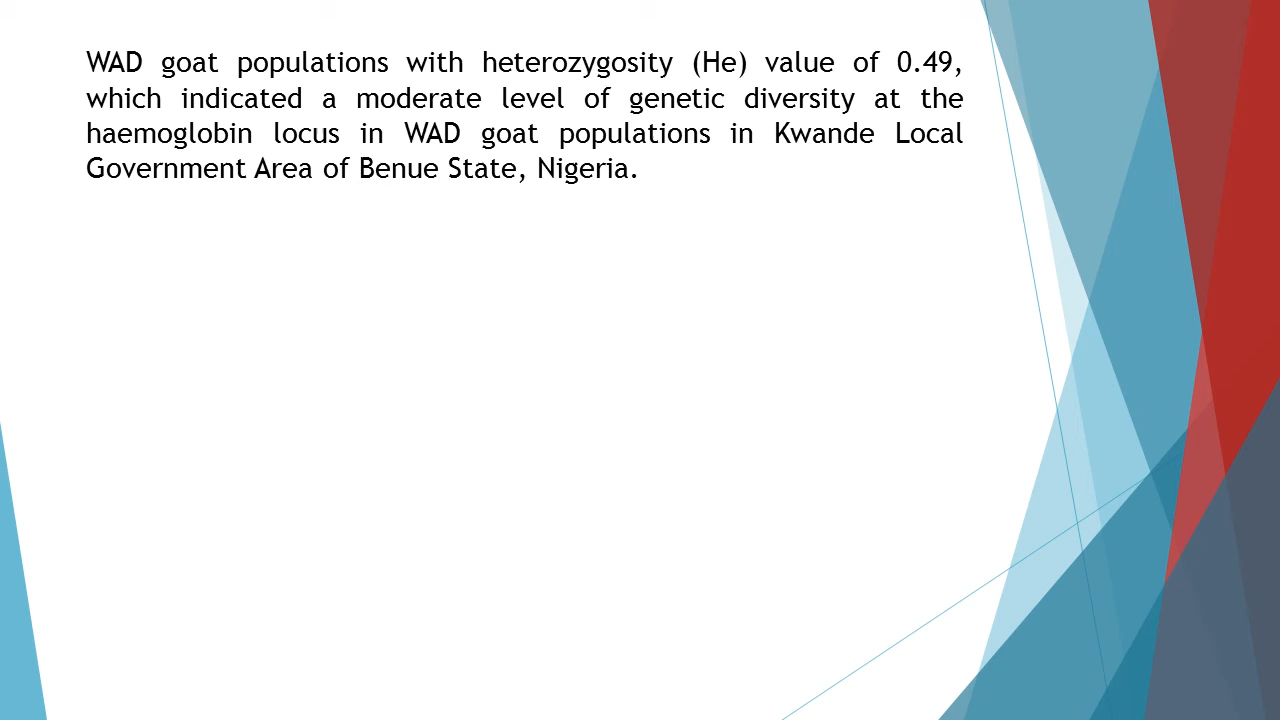 WAD goat populations with heterozygosity (He) value of 0.49,
which indicated a moderate level of genetic diversity at the
haemoglobin locus in WAD goat populations in Kwande Local
Government Area of Benue State, Nigeria.